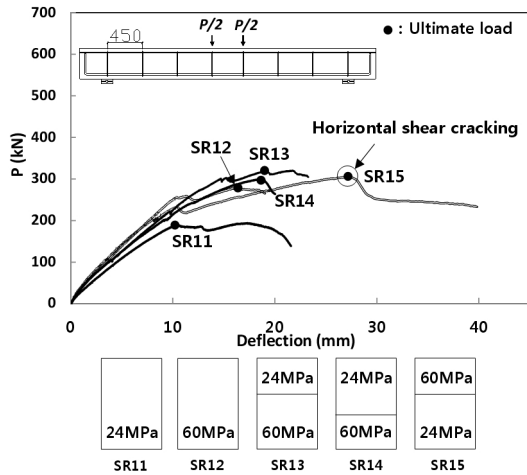 700
600
500
400
300
200
100
0
P (kN)
450
P/2 P/2
● : Ultimate load
Horizontal shear cracking
SR12
SR13
SR15
SR14
SR11
0 10 20 30 40
Deflection (mm)
24MPa
60MPa
24MPa
60MPa
24MPa
60MPa
60MPa
24MPa
SR11 SR12 SR13 SR14 SR15